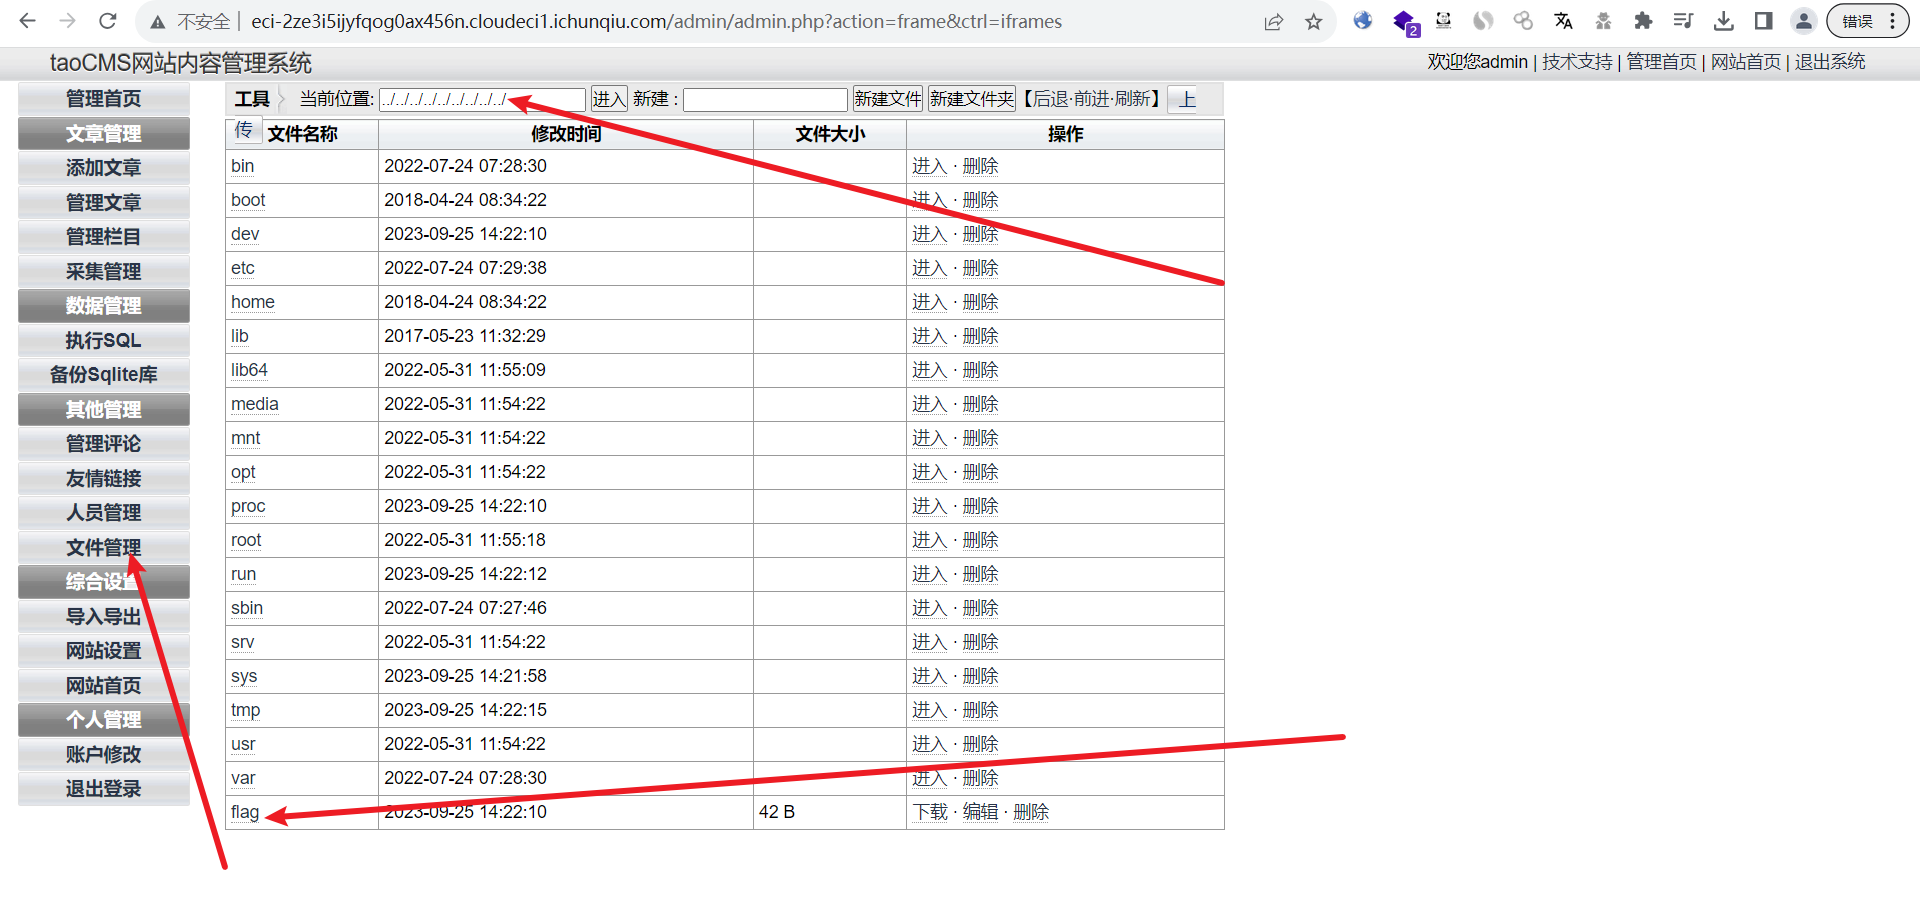 不安全 eci-2ze3i5ijyfqog0ax456n.cloudeci1.ichunqiu.com/admin/admin.php?action=frame&ctrl=iframes 2 错误
taoCMS网站内容管理系统
欢迎您admin | 技术支持 | 管理首页 | 网站首页 | 退出系统
管理首页
文章管理
添加文章
管理文章
管理栏目
采集管理
数据管理
执行SQL
备份Sqlite库
其他管理
管理评论
友情链接
人员管理
文件管理
综合设置
导入导出
网站设置
网站首页
个人管理
账户修改
退出登录
工具 当前位置: ../../../../../../../../../ 进入 新建 : 新建文件 新建文件夹 【后退·前进·刷新】 上
传
文件名称 修改时间 文件大小 操作
bin 2022-07-24 07:28:30 进入 · 删除
boot 2018-04-24 08:34:22 进入 · 删除
dev 2023-09-25 14:22:10 进入 · 删除
etc 2022-07-24 07:29:38 进入 · 删除
home 2018-04-24 08:34:22 进入 · 删除
lib 2017-05-23 11:32:29 进入 · 删除
lib64 2022-05-31 11:55:09 进入 · 删除
media 2022-05-31 11:54:22 进入 · 删除
mnt 2022-05-31 11:54:22 进入 · 删除
opt 2022-05-31 11:54:22 进入 · 删除
proc 2023-09-25 14:22:10 进入 · 删除
root 2022-05-31 11:55:18 进入 · 删除
run 2023-09-25 14:22:12 进入 · 删除
sbin 2022-07-24 07:27:46 进入 · 删除
srv 2022-05-31 11:54:22 进入 · 删除
sys 2023-09-25 14:21:58 进入 · 删除
tmp 2023-09-25 14:22:15 进入 · 删除
usr 2022-05-31 11:54:22 进入 · 删除
var 2022-07-24 07:28:30 进入 · 删除
flag 2023-09-25 14:22:10 42 B 下载 · 编辑 · 删除